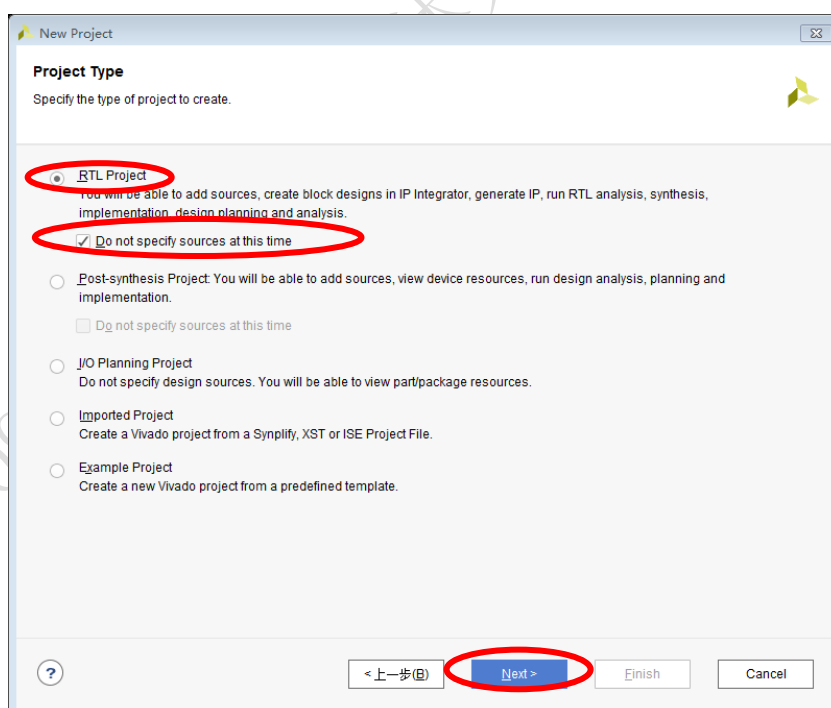 New Project
Project Type
Specify the type of project to create.
RTL Project
You will be able to add sources, create block designs in IP Integrator, generate IP, run RTL analysis, synthesis,
implementation, design planning and analysis.
Do not specify sources at this time
Post-synthesis Project: You will be able to add sources, view device resources, run design analysis, planning and
implementation.
Do not specify sources at this time
I/O Planning Project
Do not specify design sources. You will be able to view part/package resources.
Imported Project
Create a Vivado project from a Synplify, XST or ISE Project File.
Example Project
Create a new Vivado project from a predefined template.
? <上一步(B) Next > Finish Cancel